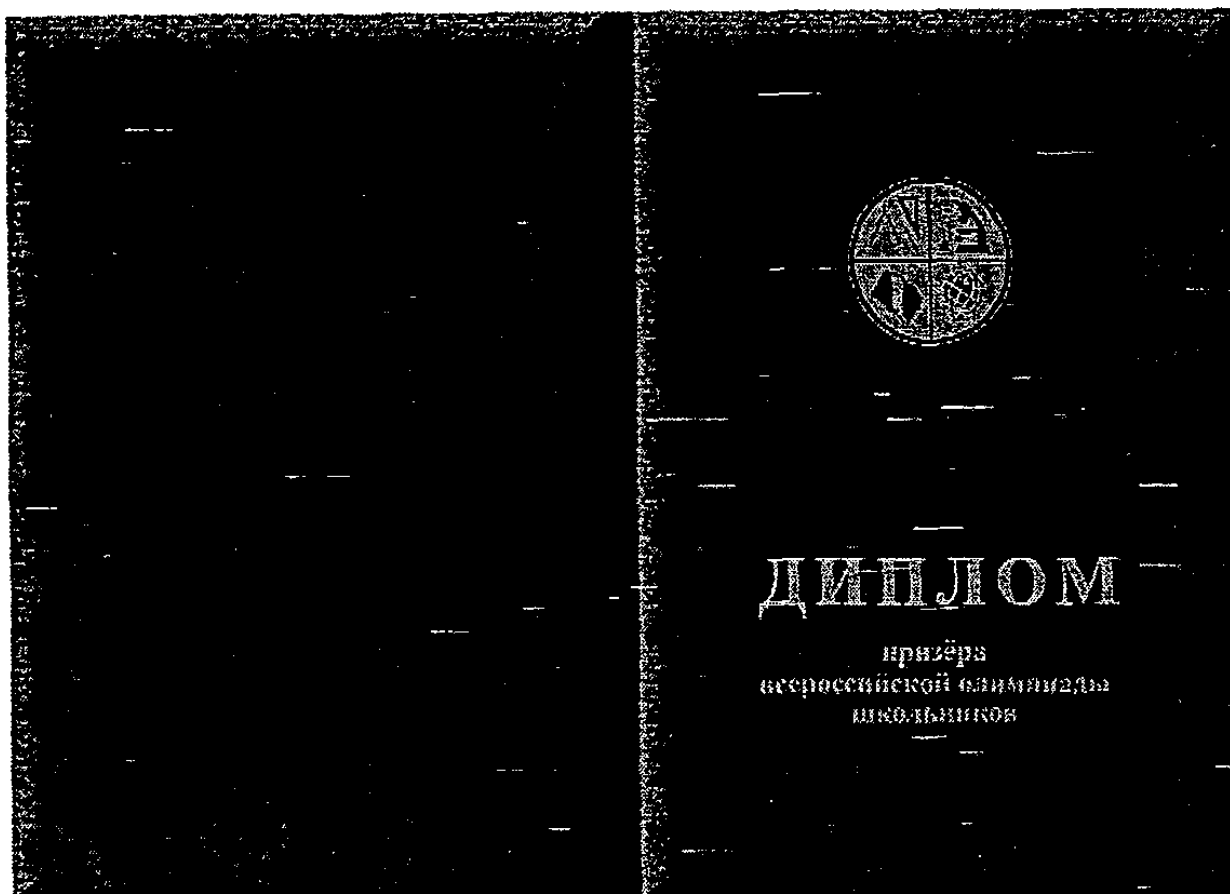 ДИПЛОМ
призёра
всероссийской олимпиады
школьников